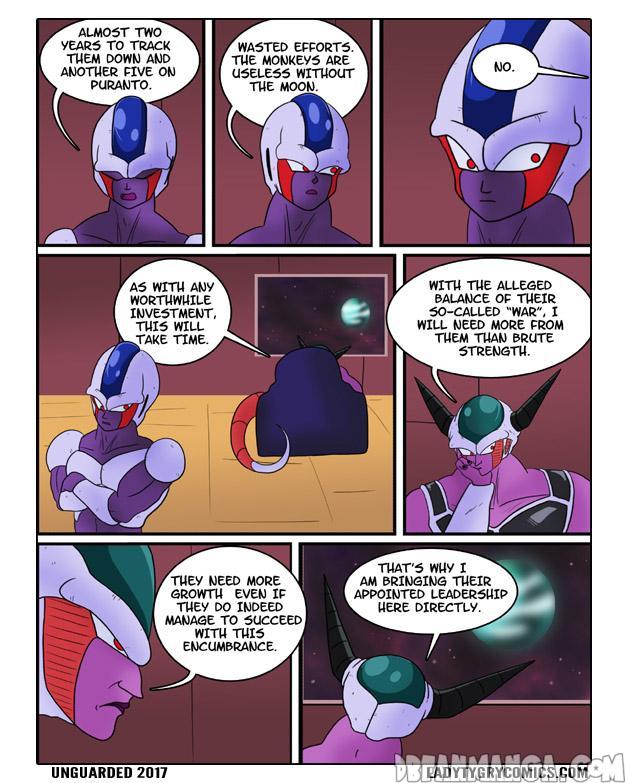 ALMOST TWO
YEARS TO TRACK
THEM DOWN AND
ANOTHER FIVE ON
PURANTO.
WASTED EFFORTS.
THE MONKEYS ARE
USELESS WITHOUT
THE MOON.
NO.
AS WITH ANY
WORTHWHILE
INVESTMENT,
THIS WILL
TAKE TIME.
WITH THE ALLEGED
BALANCE OF THEIR
SO-CALLED "WAR", I
WILL NEED MORE FROM
THEM THAN BRUTE
STRENGTH.
THEY NEED MORE
GROWTH EVEN IF
THEY DO INDEED
MANAGE TO SUCCEED
WITH THIS
ENCUMBRANCE.
THAT'S WHY I
AM BRINGING THEIR
APPOINTED LEADERSHIP
HERE DIRECTLY.
UNGUARDED 2017
LADYTYGRYCOMICS.COM
DBFANMANGA.COM